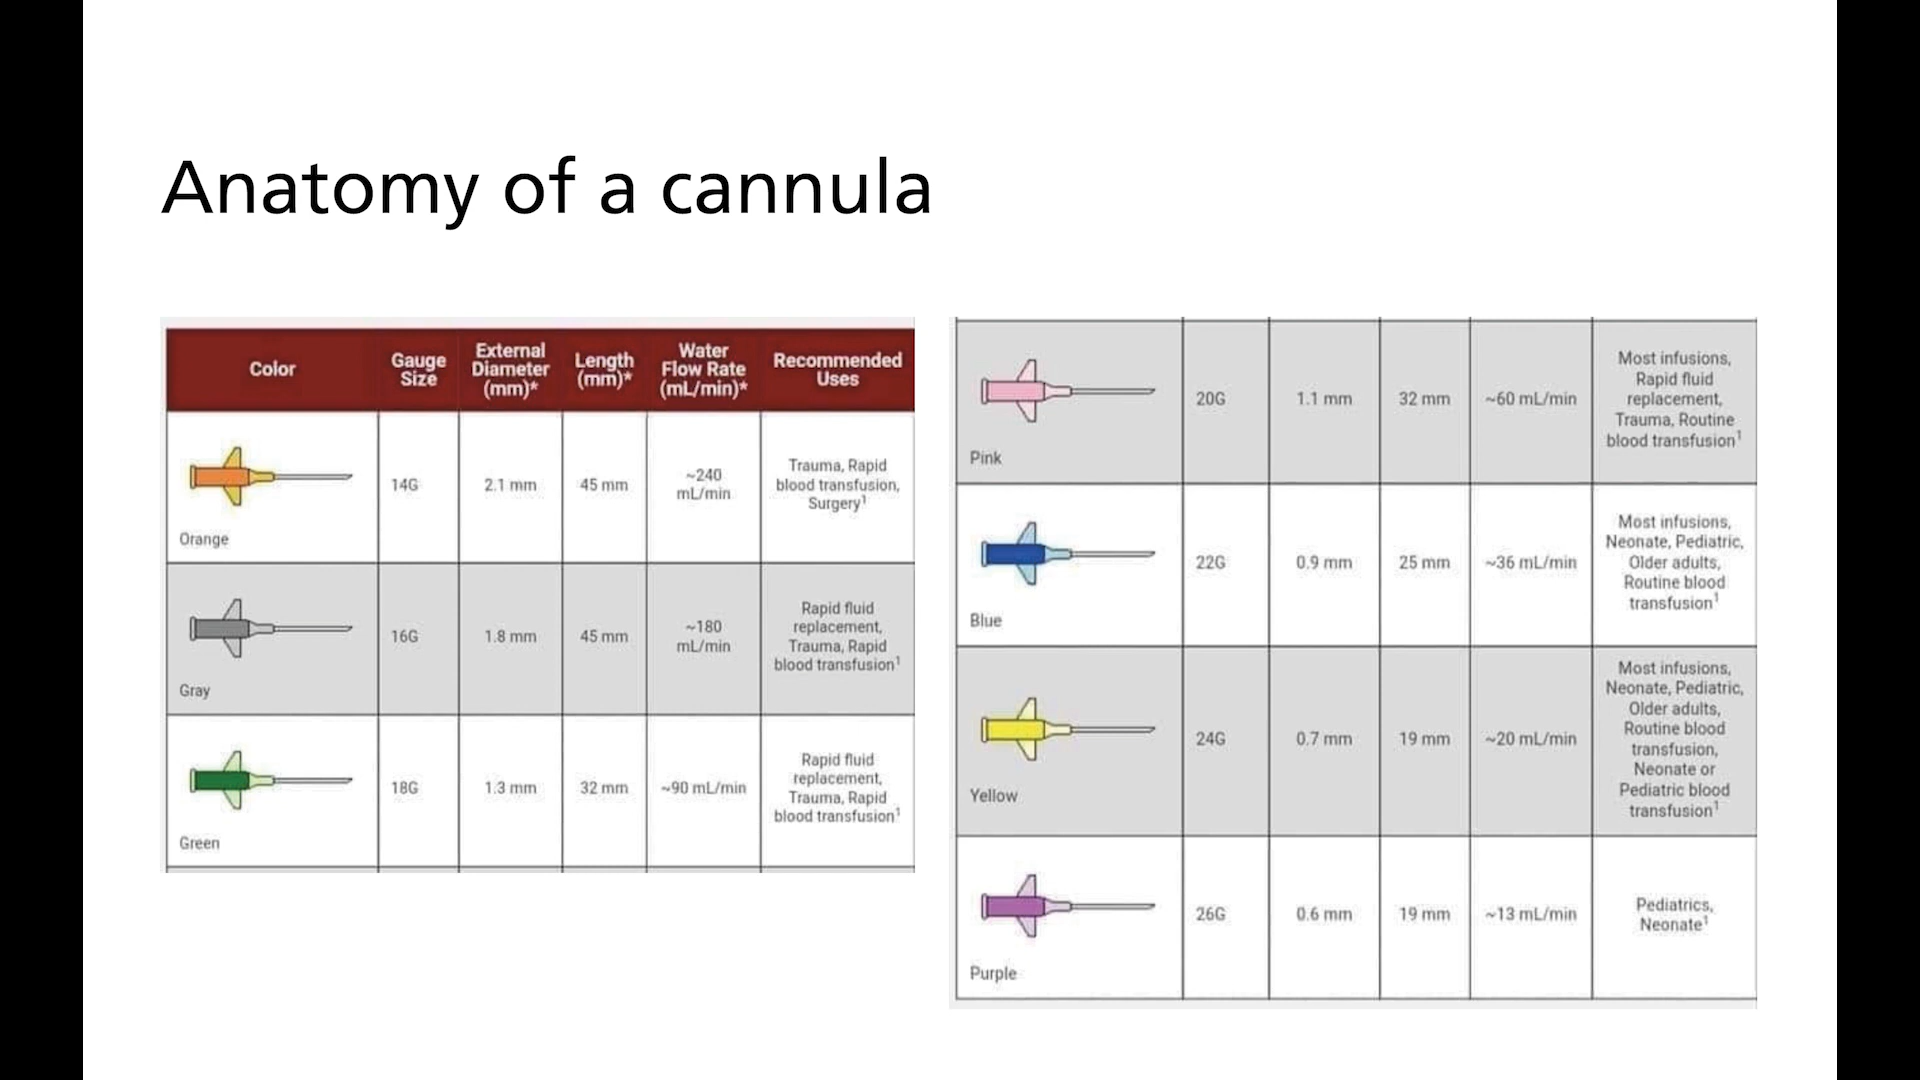 Anatomy of a cannula
Color
Gauge
Size
External
Diameter
(mm)*
Length
(mm)*
Water
Flow Rate
(mL/min)*
Recommended
Uses
Orange
14G
2.1 mm
45 mm
~240
mL/min
Trauma, Rapid
blood transfusion,
Surgery¹
Gray
16G
1.8 mm
45 mm
~180
mL/min
Rapid fluid
replacement,
Trauma, Rapid
blood transfusion¹
Green
18G
1.3 mm
32 mm
~90 mL/min
Rapid fluid
replacement,
Trauma, Rapid
blood transfusion¹
Pink
20G
1.1 mm
32 mm
~60 mL/min
Most infusions,
Rapid fluid
replacement,
Trauma, Routine
blood transfusion¹
Blue
22G
0.9 mm
25 mm
~36 mL/min
Most infusions,
Neonate, Pediatric,
Older adults,
Routine blood
transfusion¹
Yellow
24G
0.7 mm
19 mm
~20 mL/min
Most infusions,
Neonate, Pediatric,
Older adults,
Routine blood
transfusion,
Neonate or
Pediatric blood
transfusion¹
Purple
26G
0.6 mm
19 mm
~13 mL/min
Pediatrics,
Neonate¹